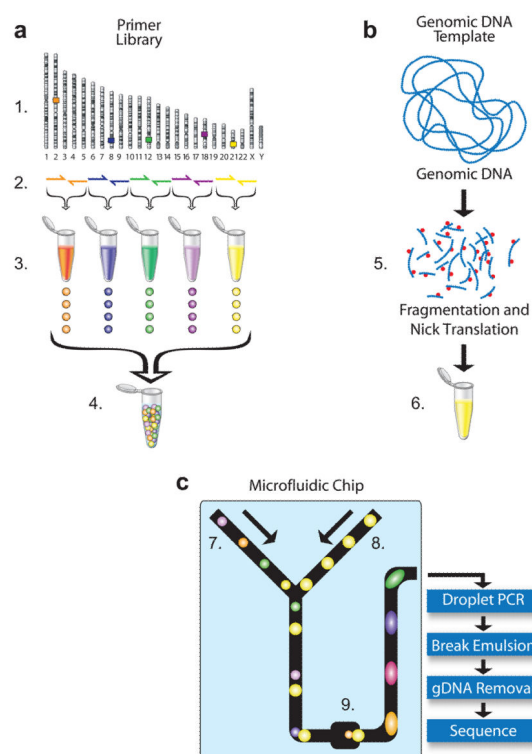 a
Primer
Library
1.
1 2 3 4 5 6 7 8 9 10 11 12 13 14 15 16 17 18 19 20 21 22 X Y
2.
3.
4.
b
Genomic DNA
Template
Genomic DNA
5.
Fragmentation and
Nick Translation
6.
c
Microfluidic Chip
7.
8.
9.
Droplet PCR
Break Emulsion
gDNA Removal
Sequence